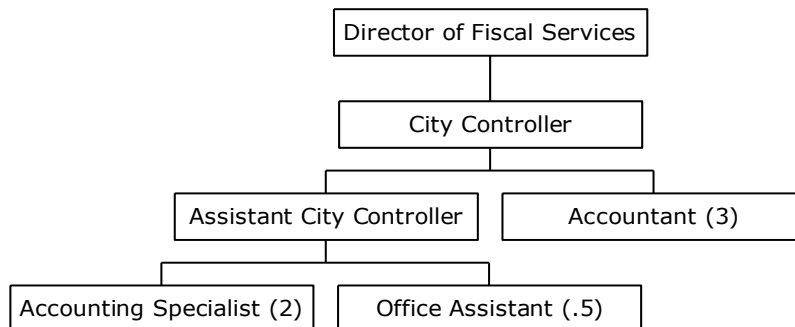 Director of Fiscal Services
City Controller
Assistant City Controller
Accountant (3)
Accounting Specialist (2)
Office Assistant (.5)